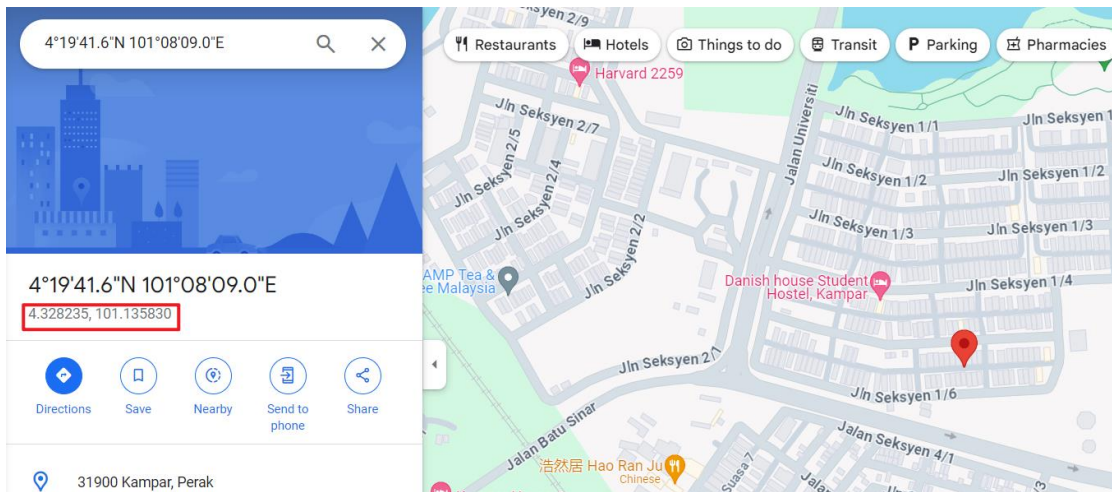 4°19'41.6"N 101°08'09.0"E
4°19'41.6"N 101°08'09.0"E
4.328235, 101.135830
Directions
Save
Nearby
Send to
phone
Share
31900 Kampar, Perak
Restaurants
Hotels
Things to do
Transit
P Parking
Pharmacies
syen 2/9
Harvard 2259
Jln Seksyen 2/7
Jln Seksyen 2/5
Jln Seksyen 2/4
Jln Seksyen 2/2
Jalan Universiti
Jln Seksyen 1/1
Jln Seksyen 1
Jln Seksyen 1/2
Jln Seksyen 1/2
Jln Seksyen 1/3
Jln Seksyen 1/3
AMP Tea &
ee Malaysia
Danish house Student
Hostel, Kampar
Jln Seksyen 1/4
Jln Seksyen 2/1
Jln Seksyen 1/6
Jalan Batu Sinar
Jalan Seksyen 4/1
浩然居 Hao Ran Ju
Chinese
Suasa 7
Jalan